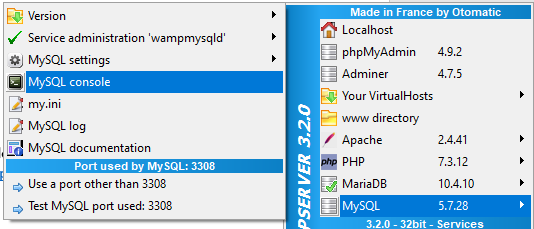 Version
Service administration 'wampmysqld'
MySQL settings
MySQL console
my.ini
MySQL log
MySQL documentation
Port used by MySQL: 3308
Use a port other than 3308
Test MySQL port used: 3308
PSERVER 3.2.0
Made in France by Otomatic
Localhost
phpMyAdmin 4.9.2
Adminer 4.7.5
Your VirtualHosts
www directory
Apache 2.4.41
php PHP 7.3.12
MariaDB 10.4.10
MySQL 5.7.28
3.2.0 - 32bit - Services